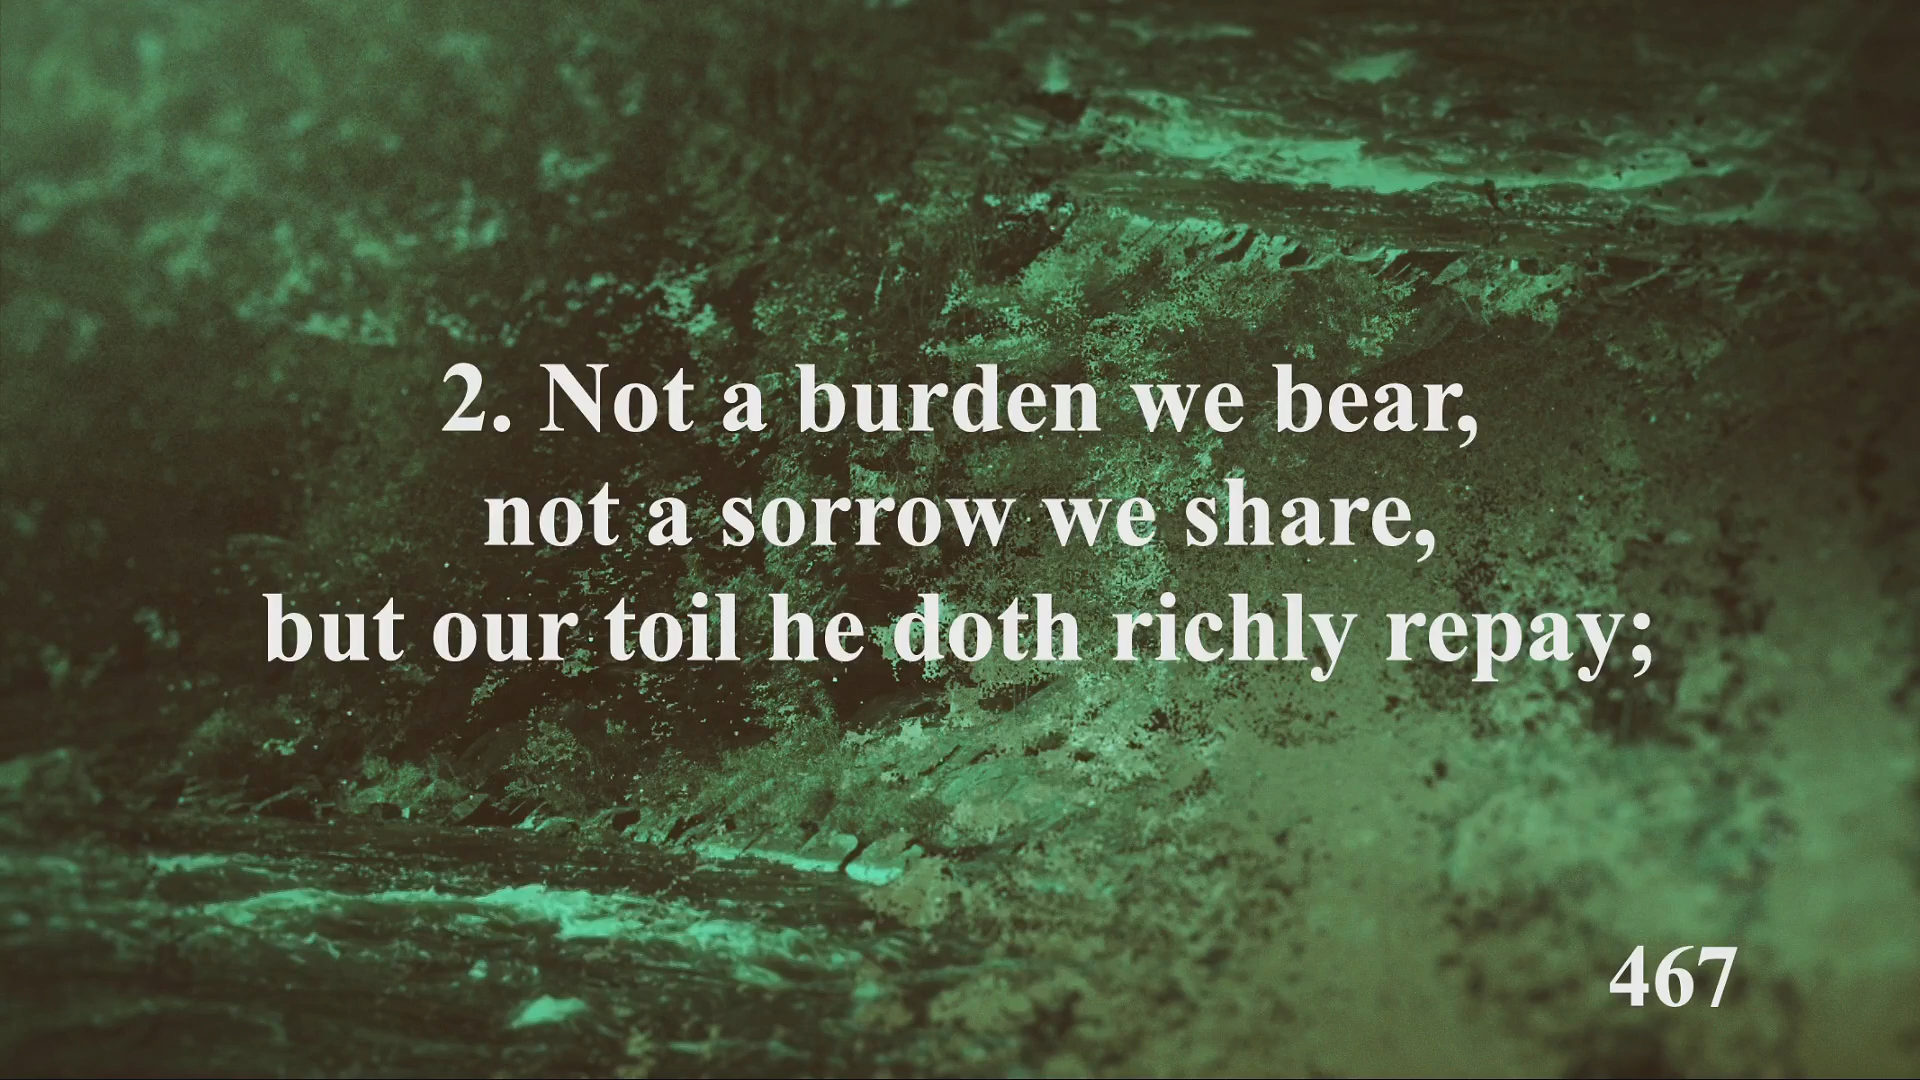 2. Not a burden we bear,
not a sorrow we share,
but our toil he doth richly repay;
467